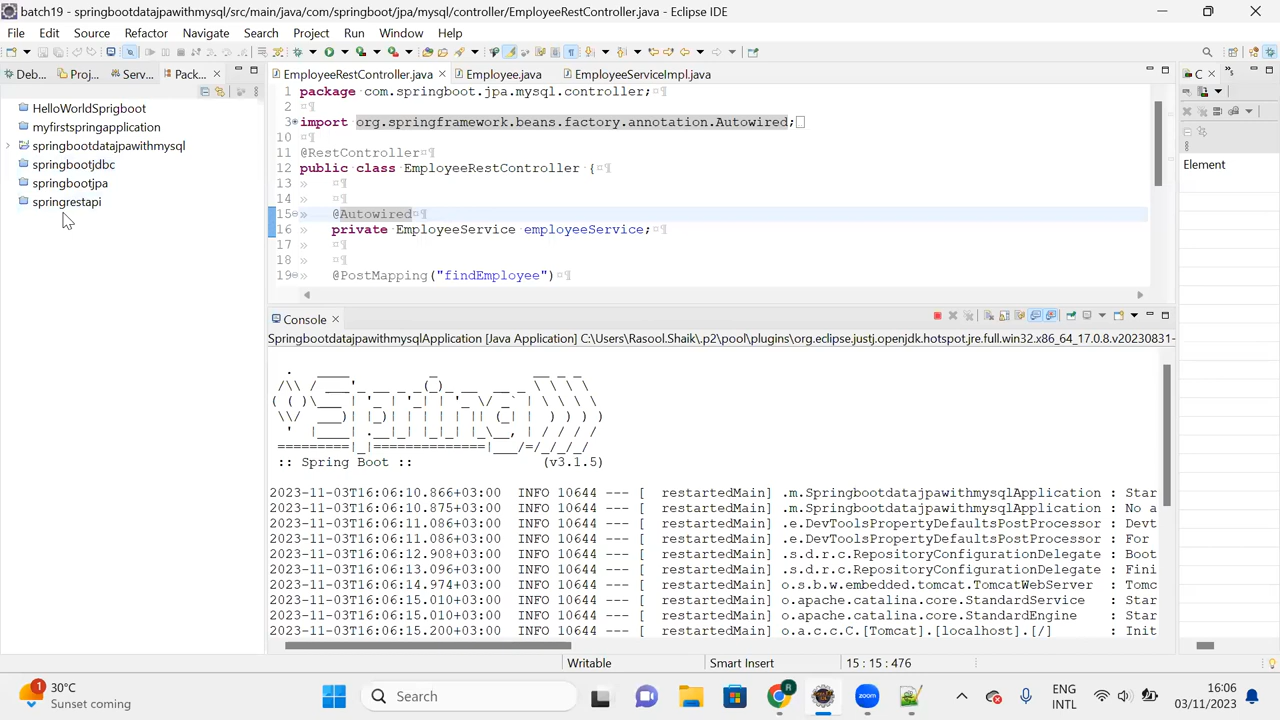 batch19 - springbootdatajpawithmysql/src/main/java/com/springboot/jpa/mysql/controller/EmployeeRestController.java - Eclipse IDE
File Edit Source Refactor Navigate Search Project Run Window Help
Deb... Proj... Serv... Pack...
EmployeeRestController.java Employee.java EmployeeServiceImpl.java
C
HelloWorldSprigboot
myfirstspringapplication
springbootdatajpawithmysql
springbootjdbc
springbootjpa
springrestapi
1 package com.springboot.jpa.mysql.controller;
2
3 import org.springframework.beans.factory.annotation.Autowired;
10
11 @RestController
12 public class EmployeeRestController {
13
14
15 @Autowired
16 private EmployeeService employeeService;
17
18
19 @PostMapping("findEmployee")
Element
Console
SpringbootdatajpawithmysqlApplication [Java Application] C:\Users\Rasool.Shaik\.p2\pool\plugins\org.eclipse.justj.openjdk.hotspot.jre.full.win32.x86_64_17.0.8.v20230831-
:: Spring Boot :: (v3.1.5)
2023-11-03T16:06:10.866+03:00 INFO 10644 --- [ restartedMain] .m.SpringbootdatajpawithmysqlApplication : Star
2023-11-03T16:06:10.875+03:00 INFO 10644 --- [ restartedMain] .m.SpringbootdatajpawithmysqlApplication : No a
2023-11-03T16:06:11.086+03:00 INFO 10644 --- [ restartedMain] .e.DevToolsPropertyDefaultsPostProcessor : Devt
2023-11-03T16:06:11.086+03:00 INFO 10644 --- [ restartedMain] .e.DevToolsPropertyDefaultsPostProcessor : For
2023-11-03T16:06:12.908+03:00 INFO 10644 --- [ restartedMain] .s.d.r.c.RepositoryConfigurationDelegate : Boot
2023-11-03T16:06:13.096+03:00 INFO 10644 --- [ restartedMain] .s.d.r.c.RepositoryConfigurationDelegate : Fini
2023-11-03T16:06:14.974+03:00 INFO 10644 --- [ restartedMain] o.s.b.w.embedded.tomcat.TomcatWebServer : Tomc
2023-11-03T16:06:15.010+03:00 INFO 10644 --- [ restartedMain] o.apache.catalina.core.StandardService : Star
2023-11-03T16:06:15.010+03:00 INFO 10644 --- [ restartedMain] o.apache.catalina.core.StandardEngine : Star
2023-11-03T16:06:15.200+03:00 INFO 10644 --- [ restartedMain] o.a.c.c.C.[Tomcat].[localhost].[/] : Init
Writable Smart Insert 15 : 15 : 476
1 30°C
Sunset coming
Search
R
zoom
ENG
INTL
16:06
03/11/2023